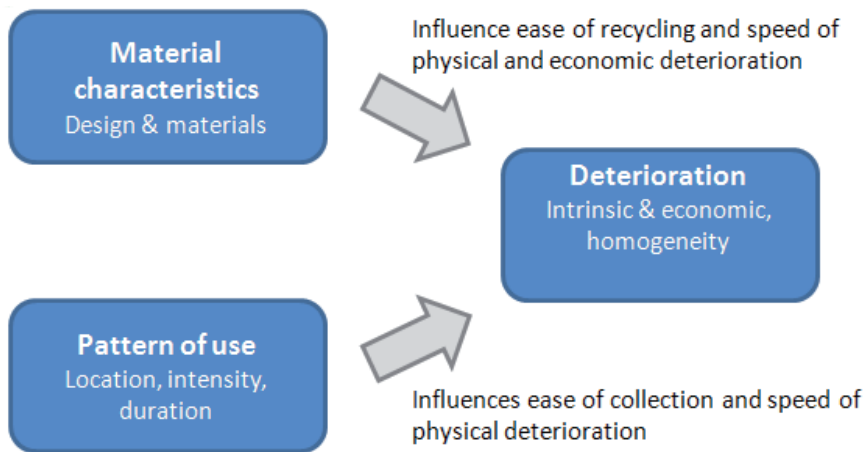 Material
characteristics
Design & materials
Influence ease of recycling and speed of
physical and economic deterioration
Deterioration
Intrinsic & economic,
homogeneity
Pattern of use
Location, intensity,
duration
Influences ease of collection and speed of
physical deterioration